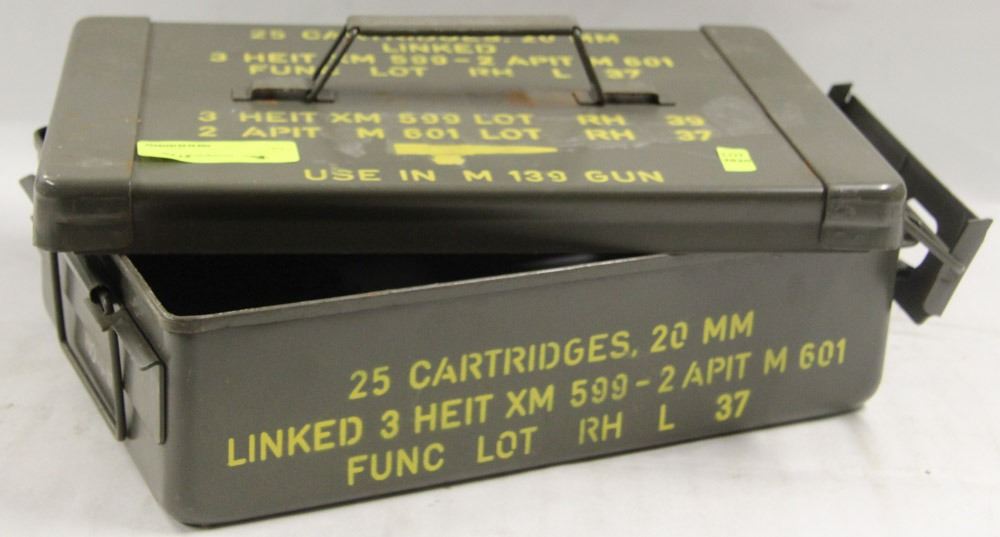 25 CARTRIDGES, 20 MM
LINKED
3 HEIT XM 599-2 APIT M 601
FUNC LOT RH L 37
3 HEIT XM 599 LOT RH 39
2 APIT M 601 LOT RH 37
USE IN M 139 GUN
25 CARTRIDGES, 20 MM
LINKED 3 HEIT XM 599-2 APIT M 601
FUNC LOT RH L 37